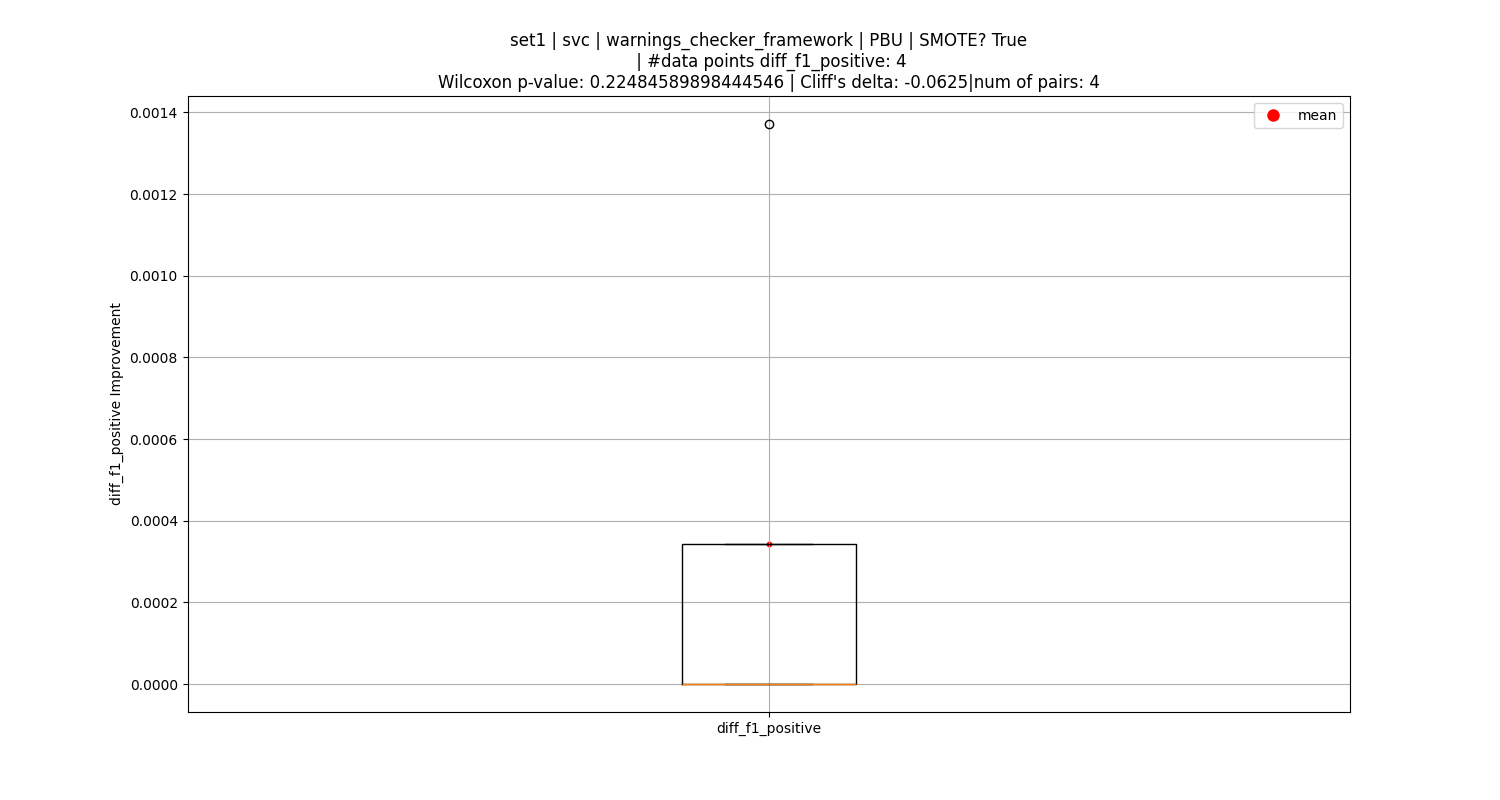 set1 | svc | warnings_checker_framework | PBU | SMOTE? True
| #data points diff_f1_positive: 4
Wilcoxon p-value: 0.22484589898444546 | Cliff's delta: -0.0625|num of pairs: 4
mean
0.0014
0.0012
0.0010
0.0008
0.0006
0.0004
0.0002
0.0000
diff_f1_positive Improvement
diff_f1_positive